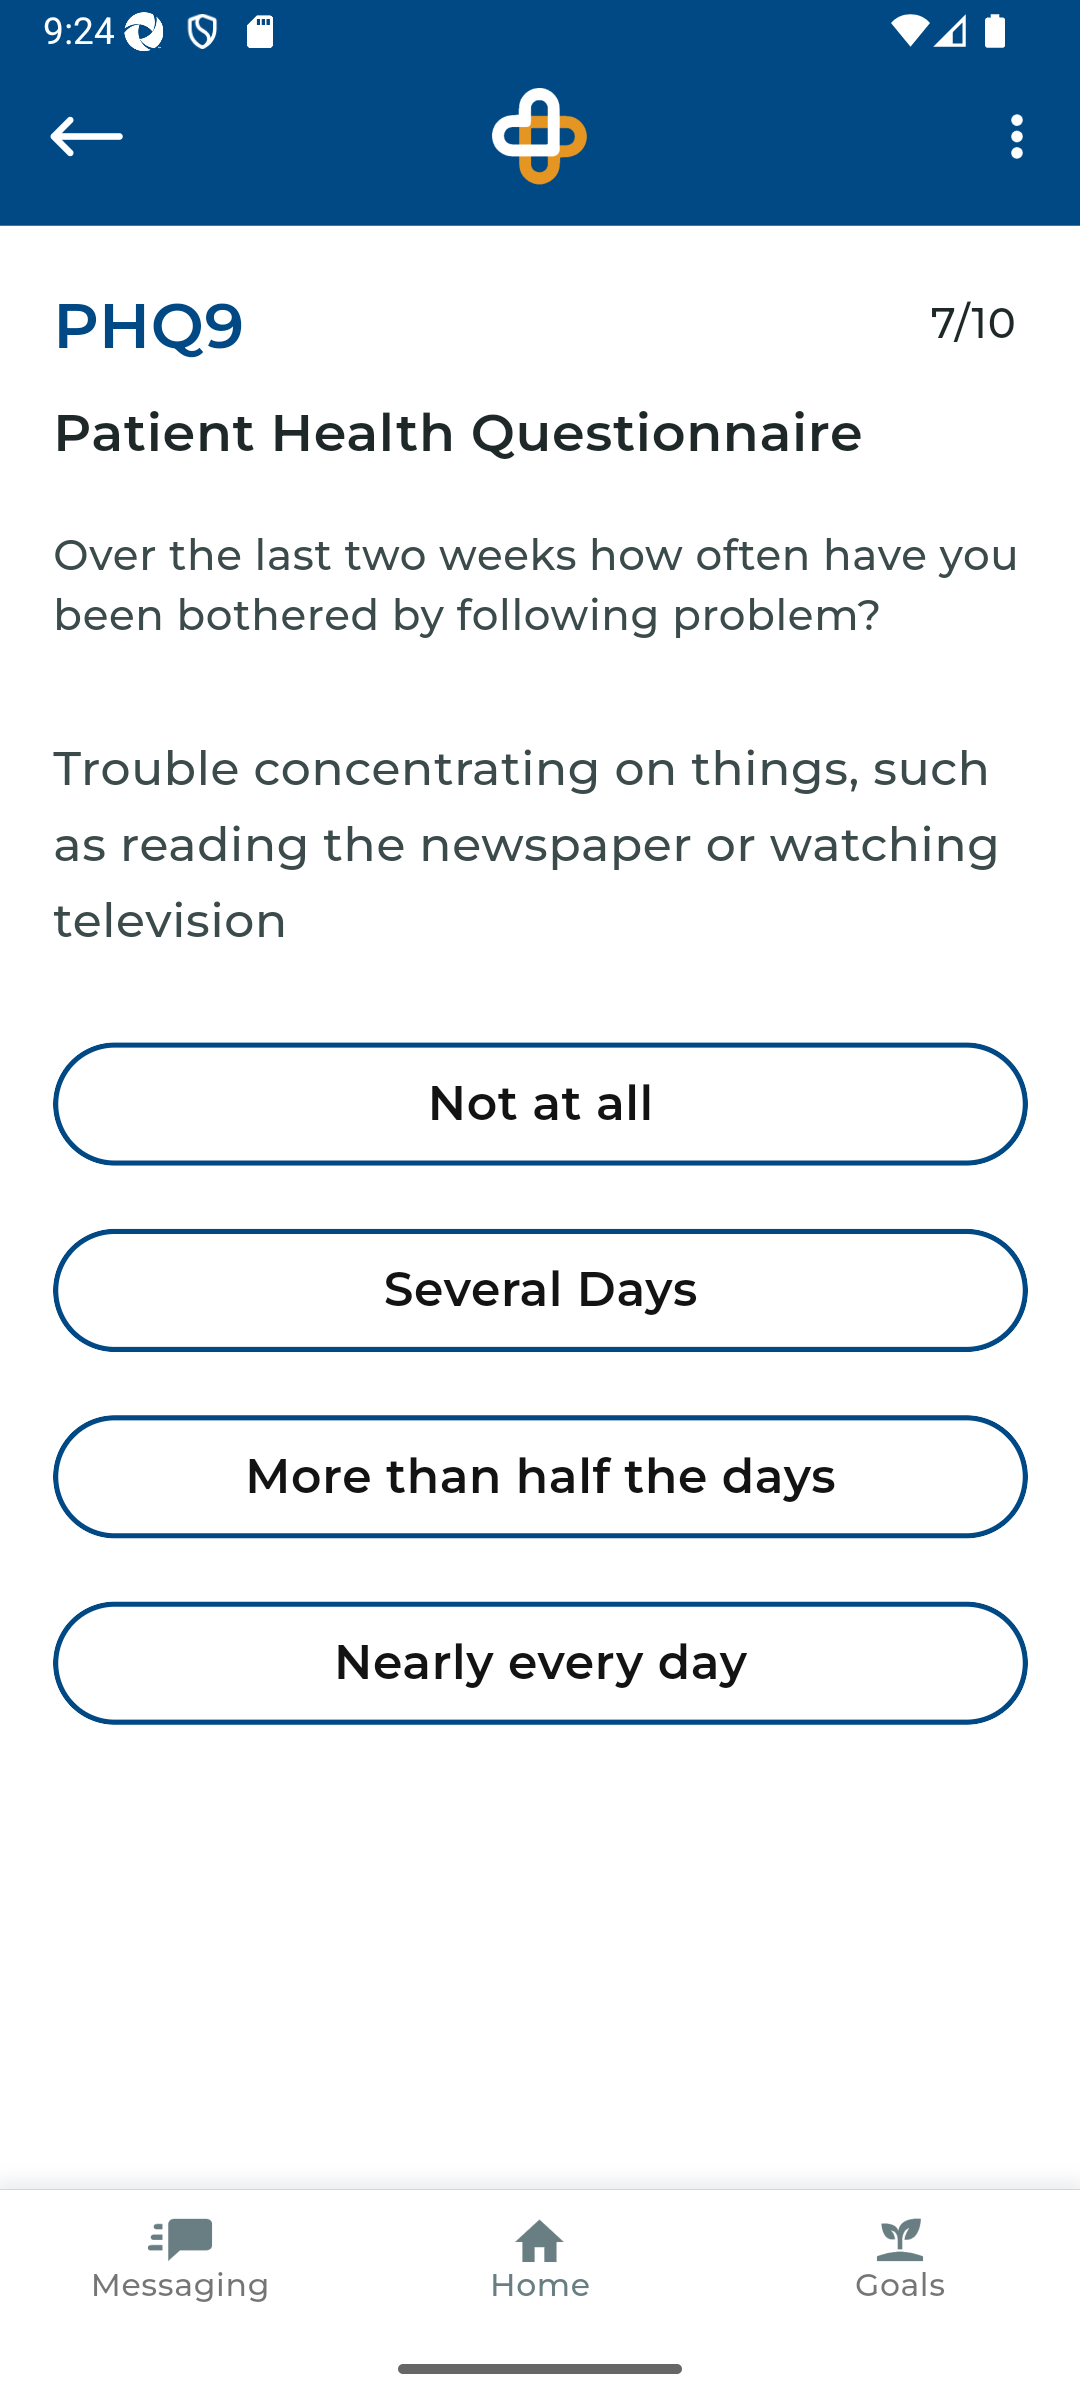 9:24
PHQ9
7/10
Patient Health Questionnaire
Over the last two weeks how often have you
been bothered by following problem?
Trouble concentrating on things, such
as reading the newspaper or watching
television
Not at all
Several Days
More than half the days
Nearly every day
Messaging
Home
Goals